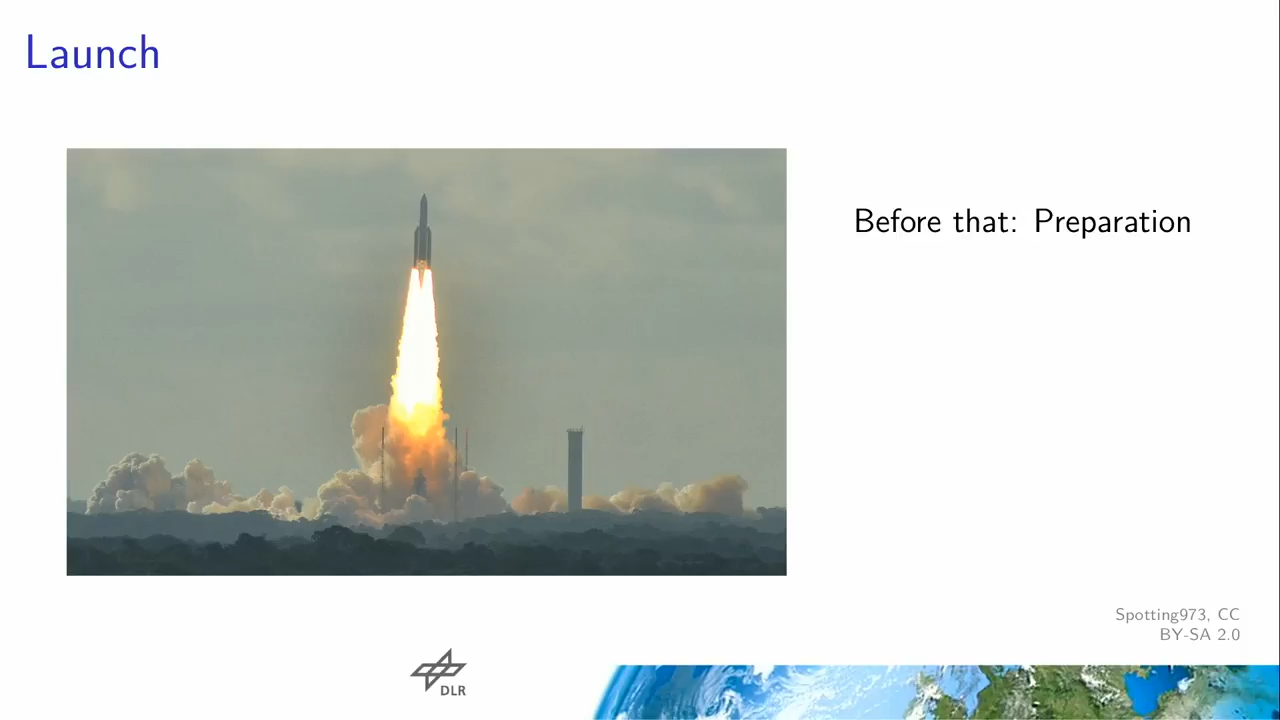 Launch
Before that: Preparation
Spotting973, CC
BY-SA 2.0
DLR